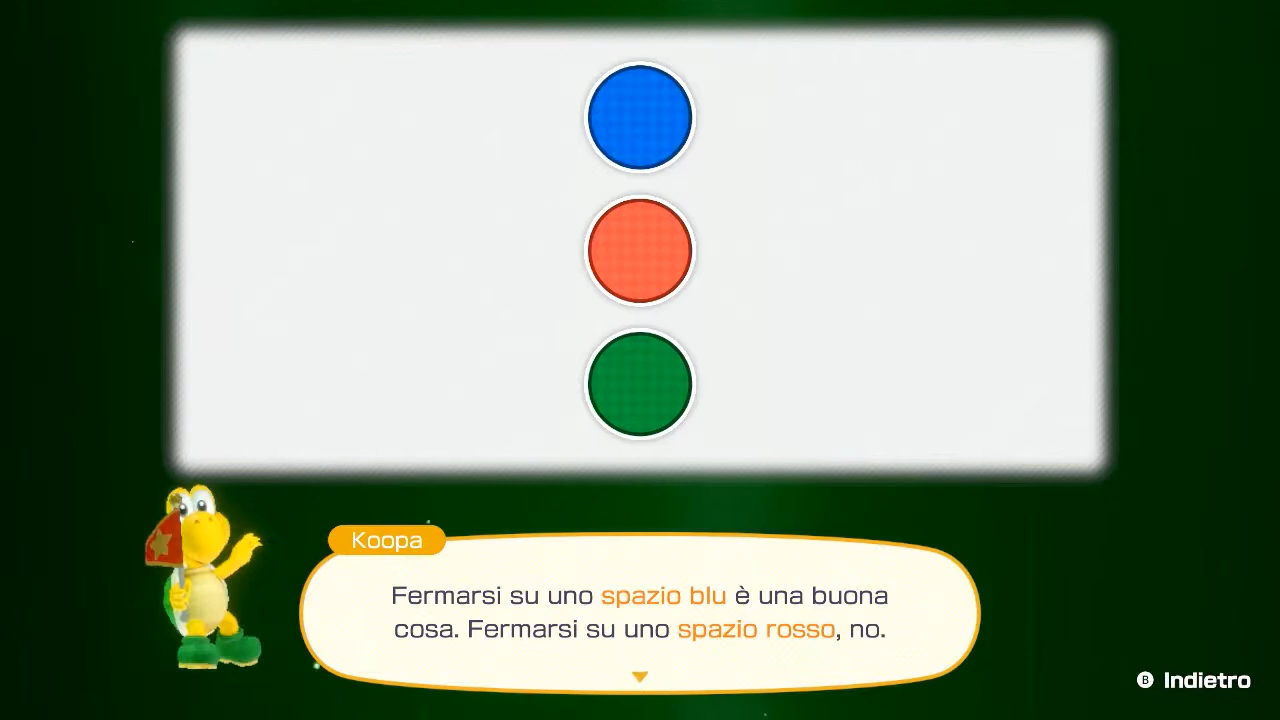 Koopa
Fermarsi su uno spazio blu è una buona
cosa. Fermarsi su uno spazio rosso, no.
B Indietro